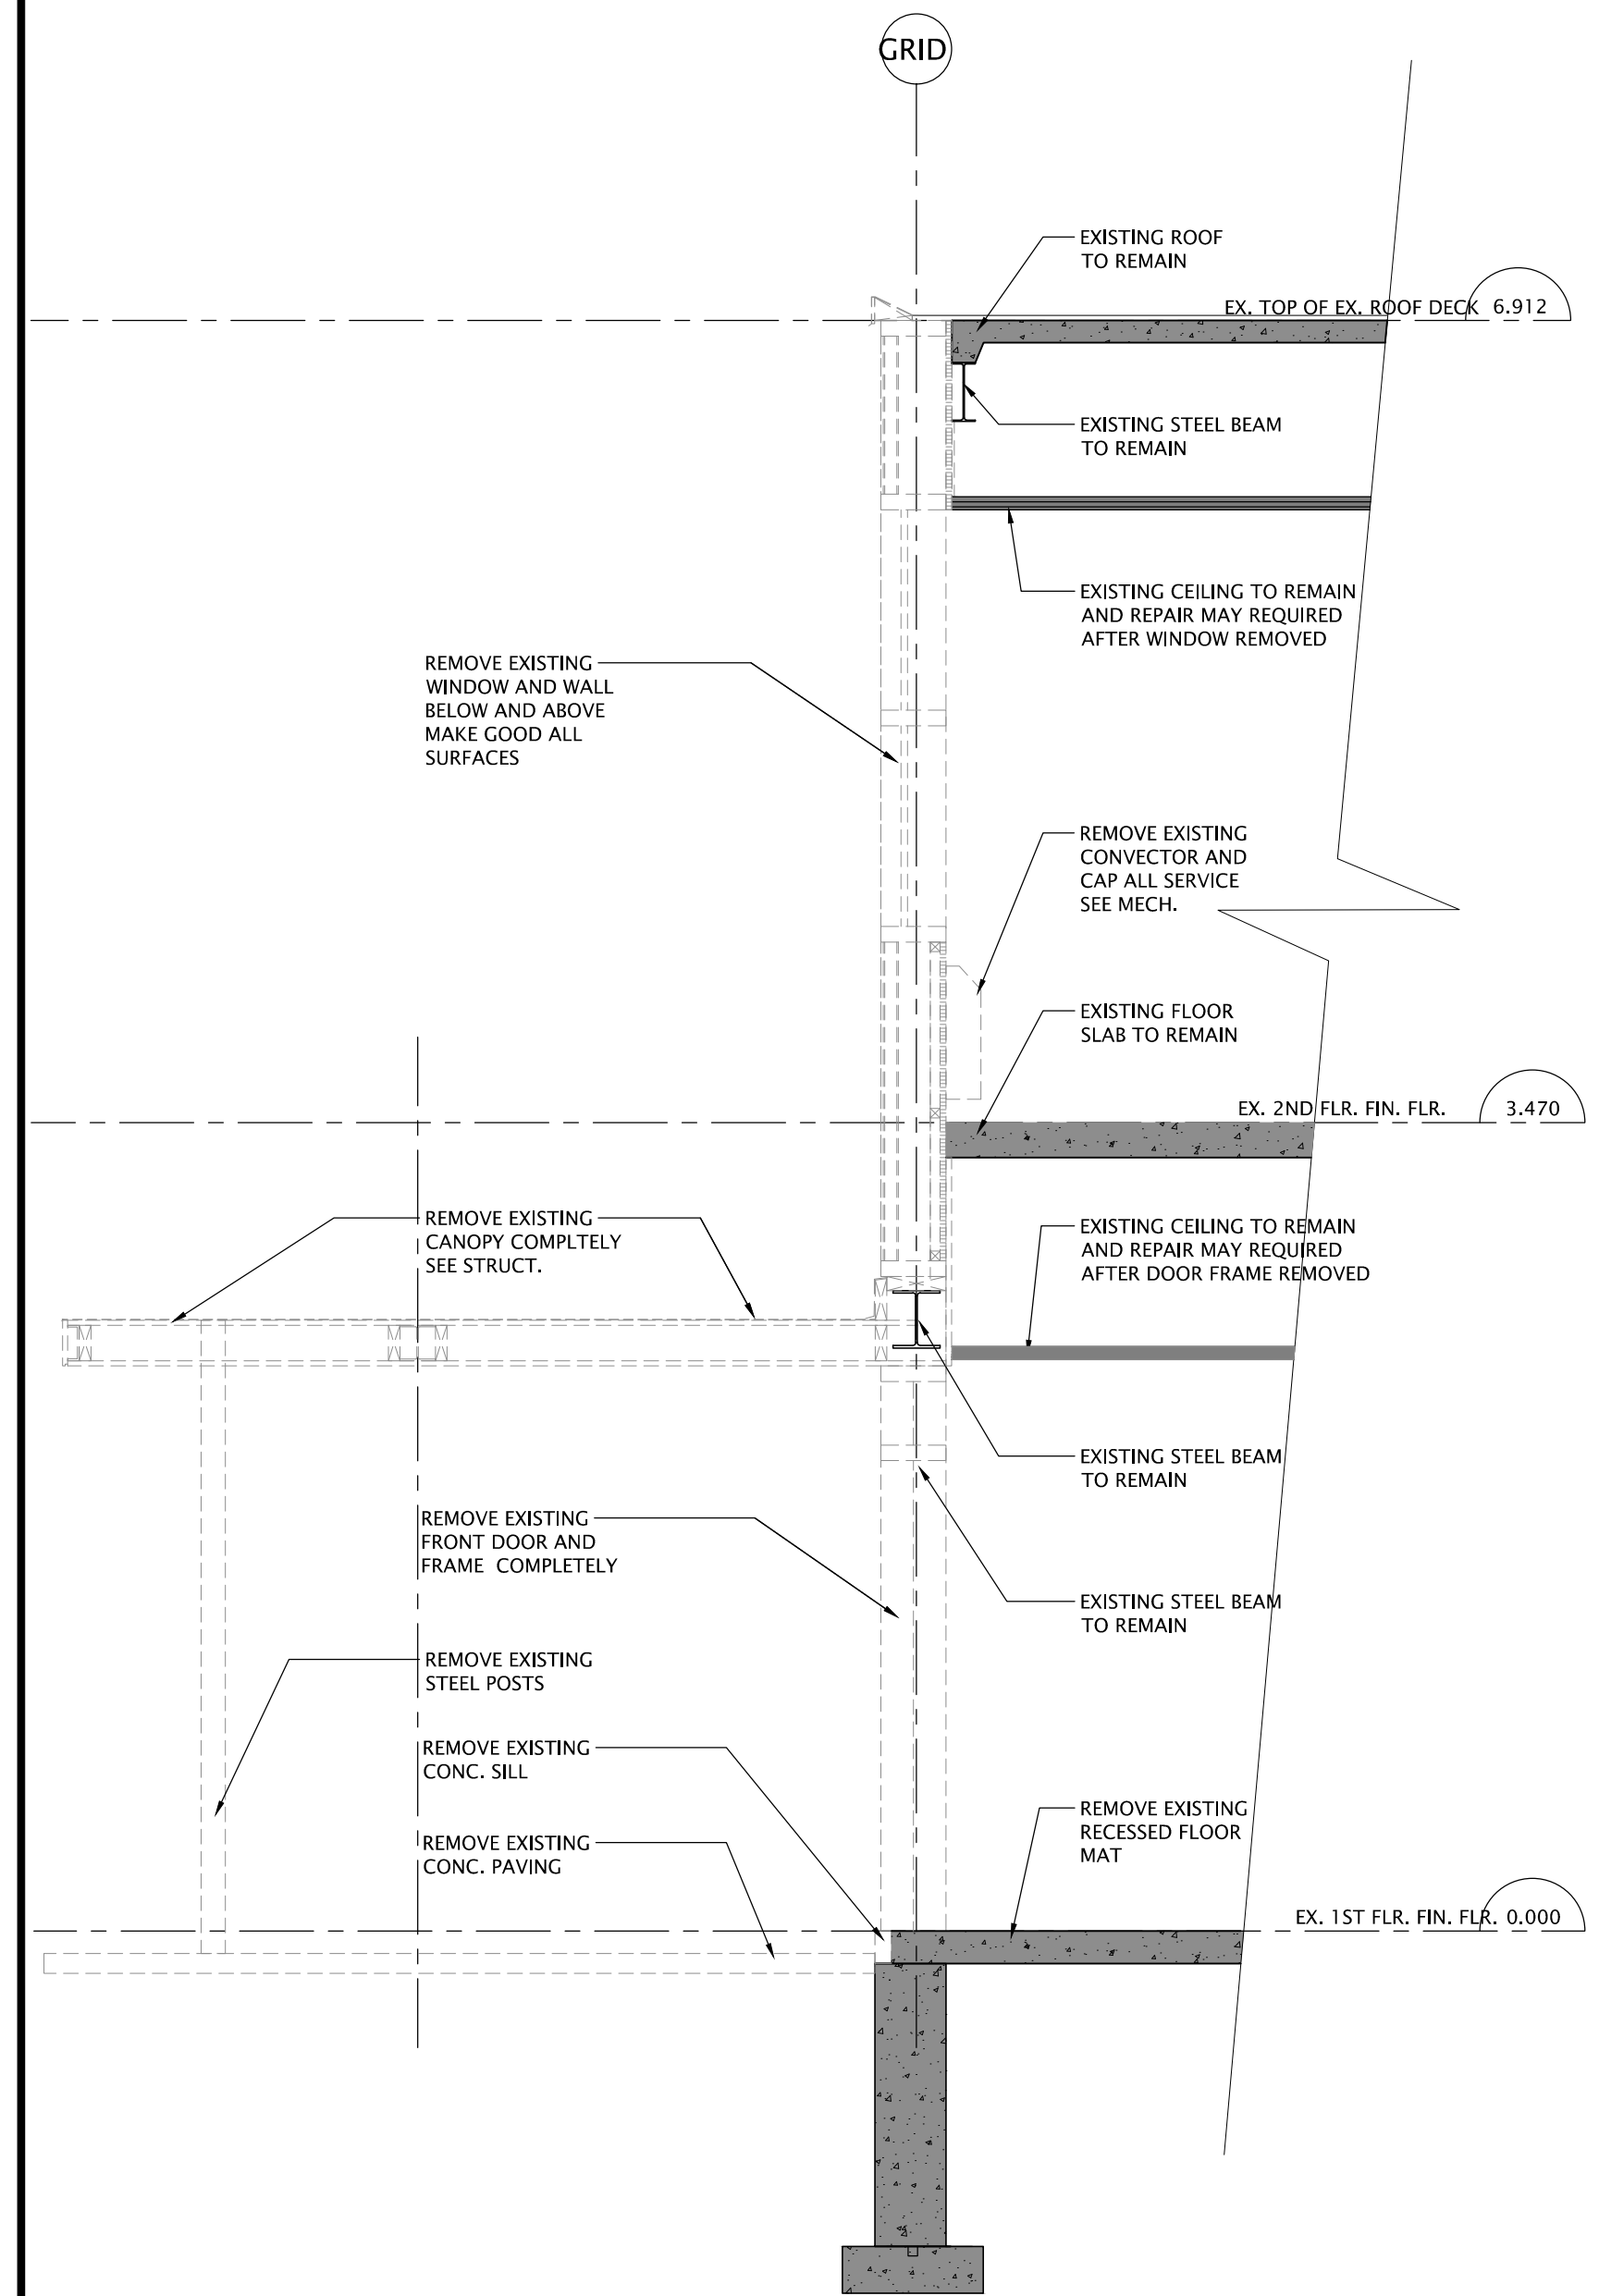 GRID
EXISTING ROOF
TO REMAIN
EX. TOP OF EX. ROOF DECK 6.912
EXISTING STEEL BEAM
TO REMAIN
EXISTING CEILING TO REMAIN
AND REPAIR MAY REQUIRED
AFTER WINDOW REMOVED
REMOVE EXISTING
WINDOW AND WALL
BELOW AND ABOVE
MAKE GOOD ALL
SURFACES
REMOVE EXISTING
CONVECTOR AND
CAP ALL SERVICE
SEE MECH.
EXISTING FLOOR
SLAB TO REMAIN
EX. 2ND FLR. FIN. FLR. 3.470
REMOVE EXISTING
CANOPY COMPLTELY
SEE STRUCT.
EXISTING CEILING TO REMAIN
AND REPAIR MAY REQUIRED
AFTER DOOR FRAME REMOVED
EXISTING STEEL BEAM
TO REMAIN
REMOVE EXISTING
FRONT DOOR AND
FRAME COMPLETELY
EXISTING STEEL BEAM
TO REMAIN
REMOVE EXISTING
STEEL POSTS
REMOVE EXISTING
CONC. SILL
REMOVE EXISTING
CONC. PAVING
REMOVE EXISTING
RECESSED FLOOR
MAT
EX. 1ST FLR. FIN. FLR. 0.000